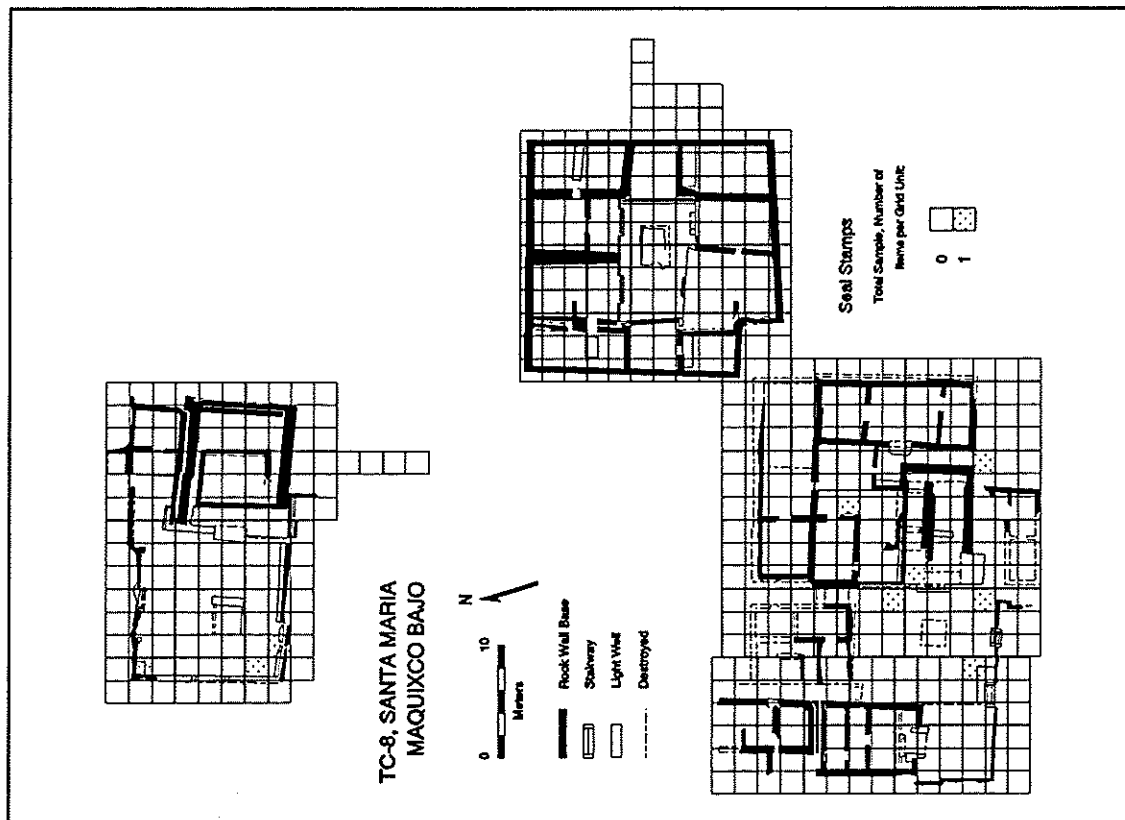 TC-8, SANTA MARIA
MAQUIXCO BAJO
N
0 10
Meters
Rock Wall Base
Stairway
Light Well
Destroyed
Seal Stamps
Total Sample, Number of
Items per Grid Unit:
0
1